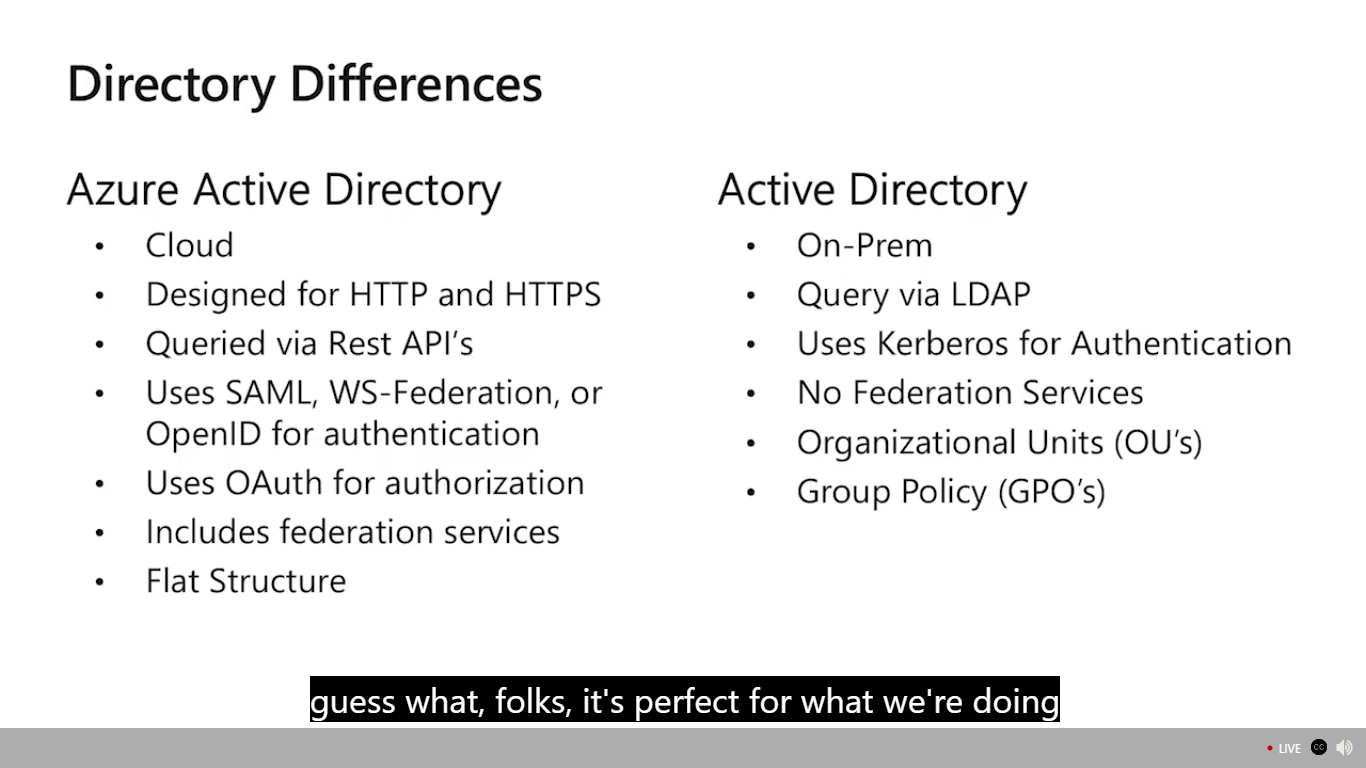 Directory Differences
Azure Active Directory
• Cloud
• Designed for HTTP and HTTPS
• Queried via Rest API’s
• Uses SAML, WS-Federation, or
OpenID for authentication
• Uses OAuth for authorization
• Includes federation services
• Flat Structure
Active Directory
• On-Prem
• Query via LDAP
• Uses Kerberos for Authentication
• No Federation Services
• Organizational Units (OU’s)
• Group Policy (GPO’s)
guess what, folks, it's perfect for what we're doing
LIVE
CC